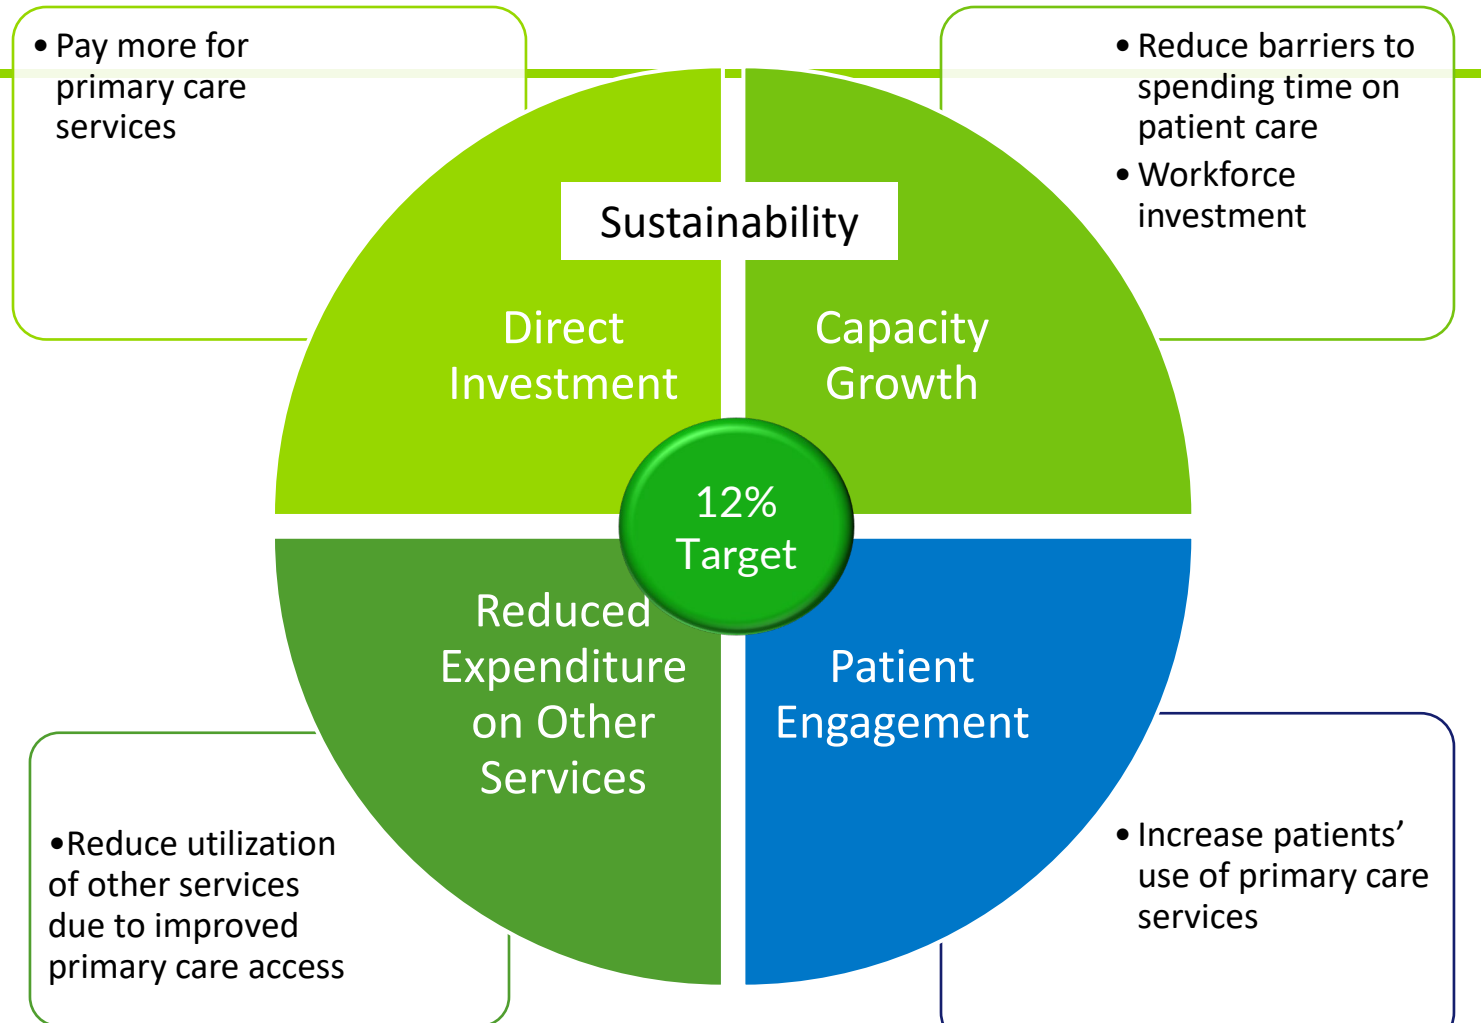 • Pay more for
primary care
services
• Reduce barriers to
spending time on
patient care
• Workforce
investment
Sustainability
Direct
Investment
Capacity
Growth
12%
Target
Reduced
Expenditure
on Other
Services
Patient
Engagement
•Reduce utilization
of other services
due to improved
primary care access
• Increase patients’
use of primary care
services